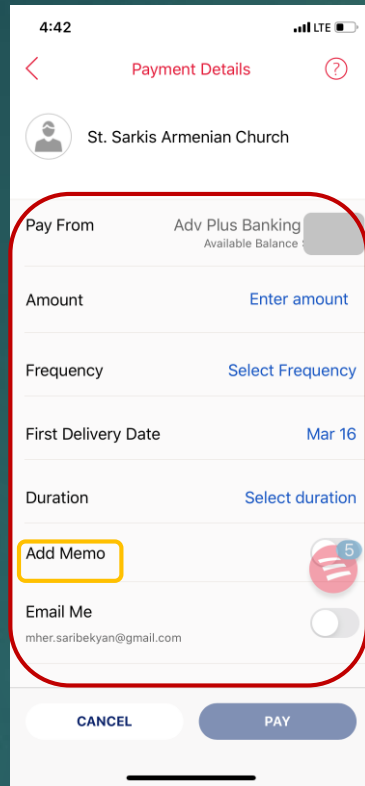 4:42 LTE
Payment Details ?
St. Sarkis Armenian Church
Pay From Adv Plus Banking
Available Balance
Amount Enter amount
Frequency Select Frequency
First Delivery Date Mar 16
Duration Select duration
Add Memo 5
Email Me
mher.saribekyan@gmail.com
CANCEL PAY